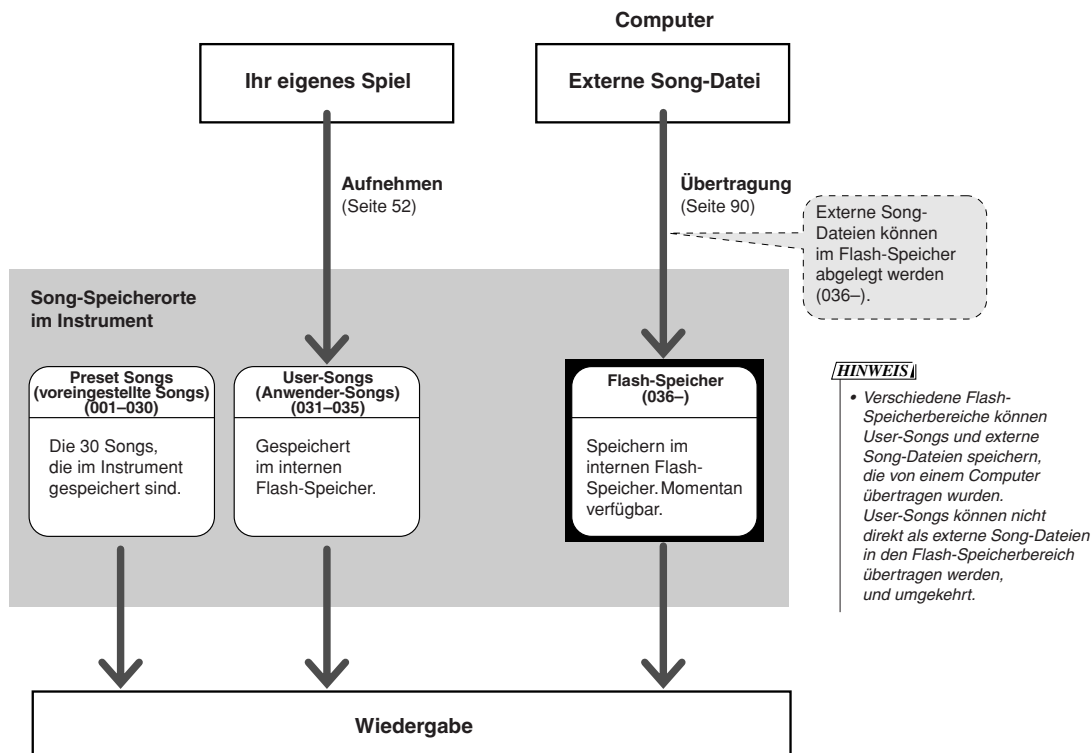 Computer
Ihr eigenes Spiel
Externe Song-Datei
Aufnehmen
(Seite 52)
Übertragung
(Seite 90)
Externe Song-
Dateien können
im Flash-Speicher
abgelegt werden
(036–).
Song-Speicherorte
im Instrument
Preset Songs
(voreingestellte Songs)
(001–030)
Die 30 Songs,
die im Instrument
gespeichert sind.
User-Songs
(Anwender-Songs)
(031–035)
Gespeichert
im internen
Flash-Speicher.
Flash-Speicher
(036–)
Speichern im
internen Flash-
Speicher. Momentan
verfügbar.
HINWEIS
• Verschiedene Flash-
Speicherbereiche können
User-Songs und externe
Song-Dateien speichern,
die von einem Computer
übertragen wurden.
User-Songs können nicht
direkt als externe Song-Dateien
in den Flash-Speicherbereich
übertragen werden,
und umgekehrt.
Wiedergabe